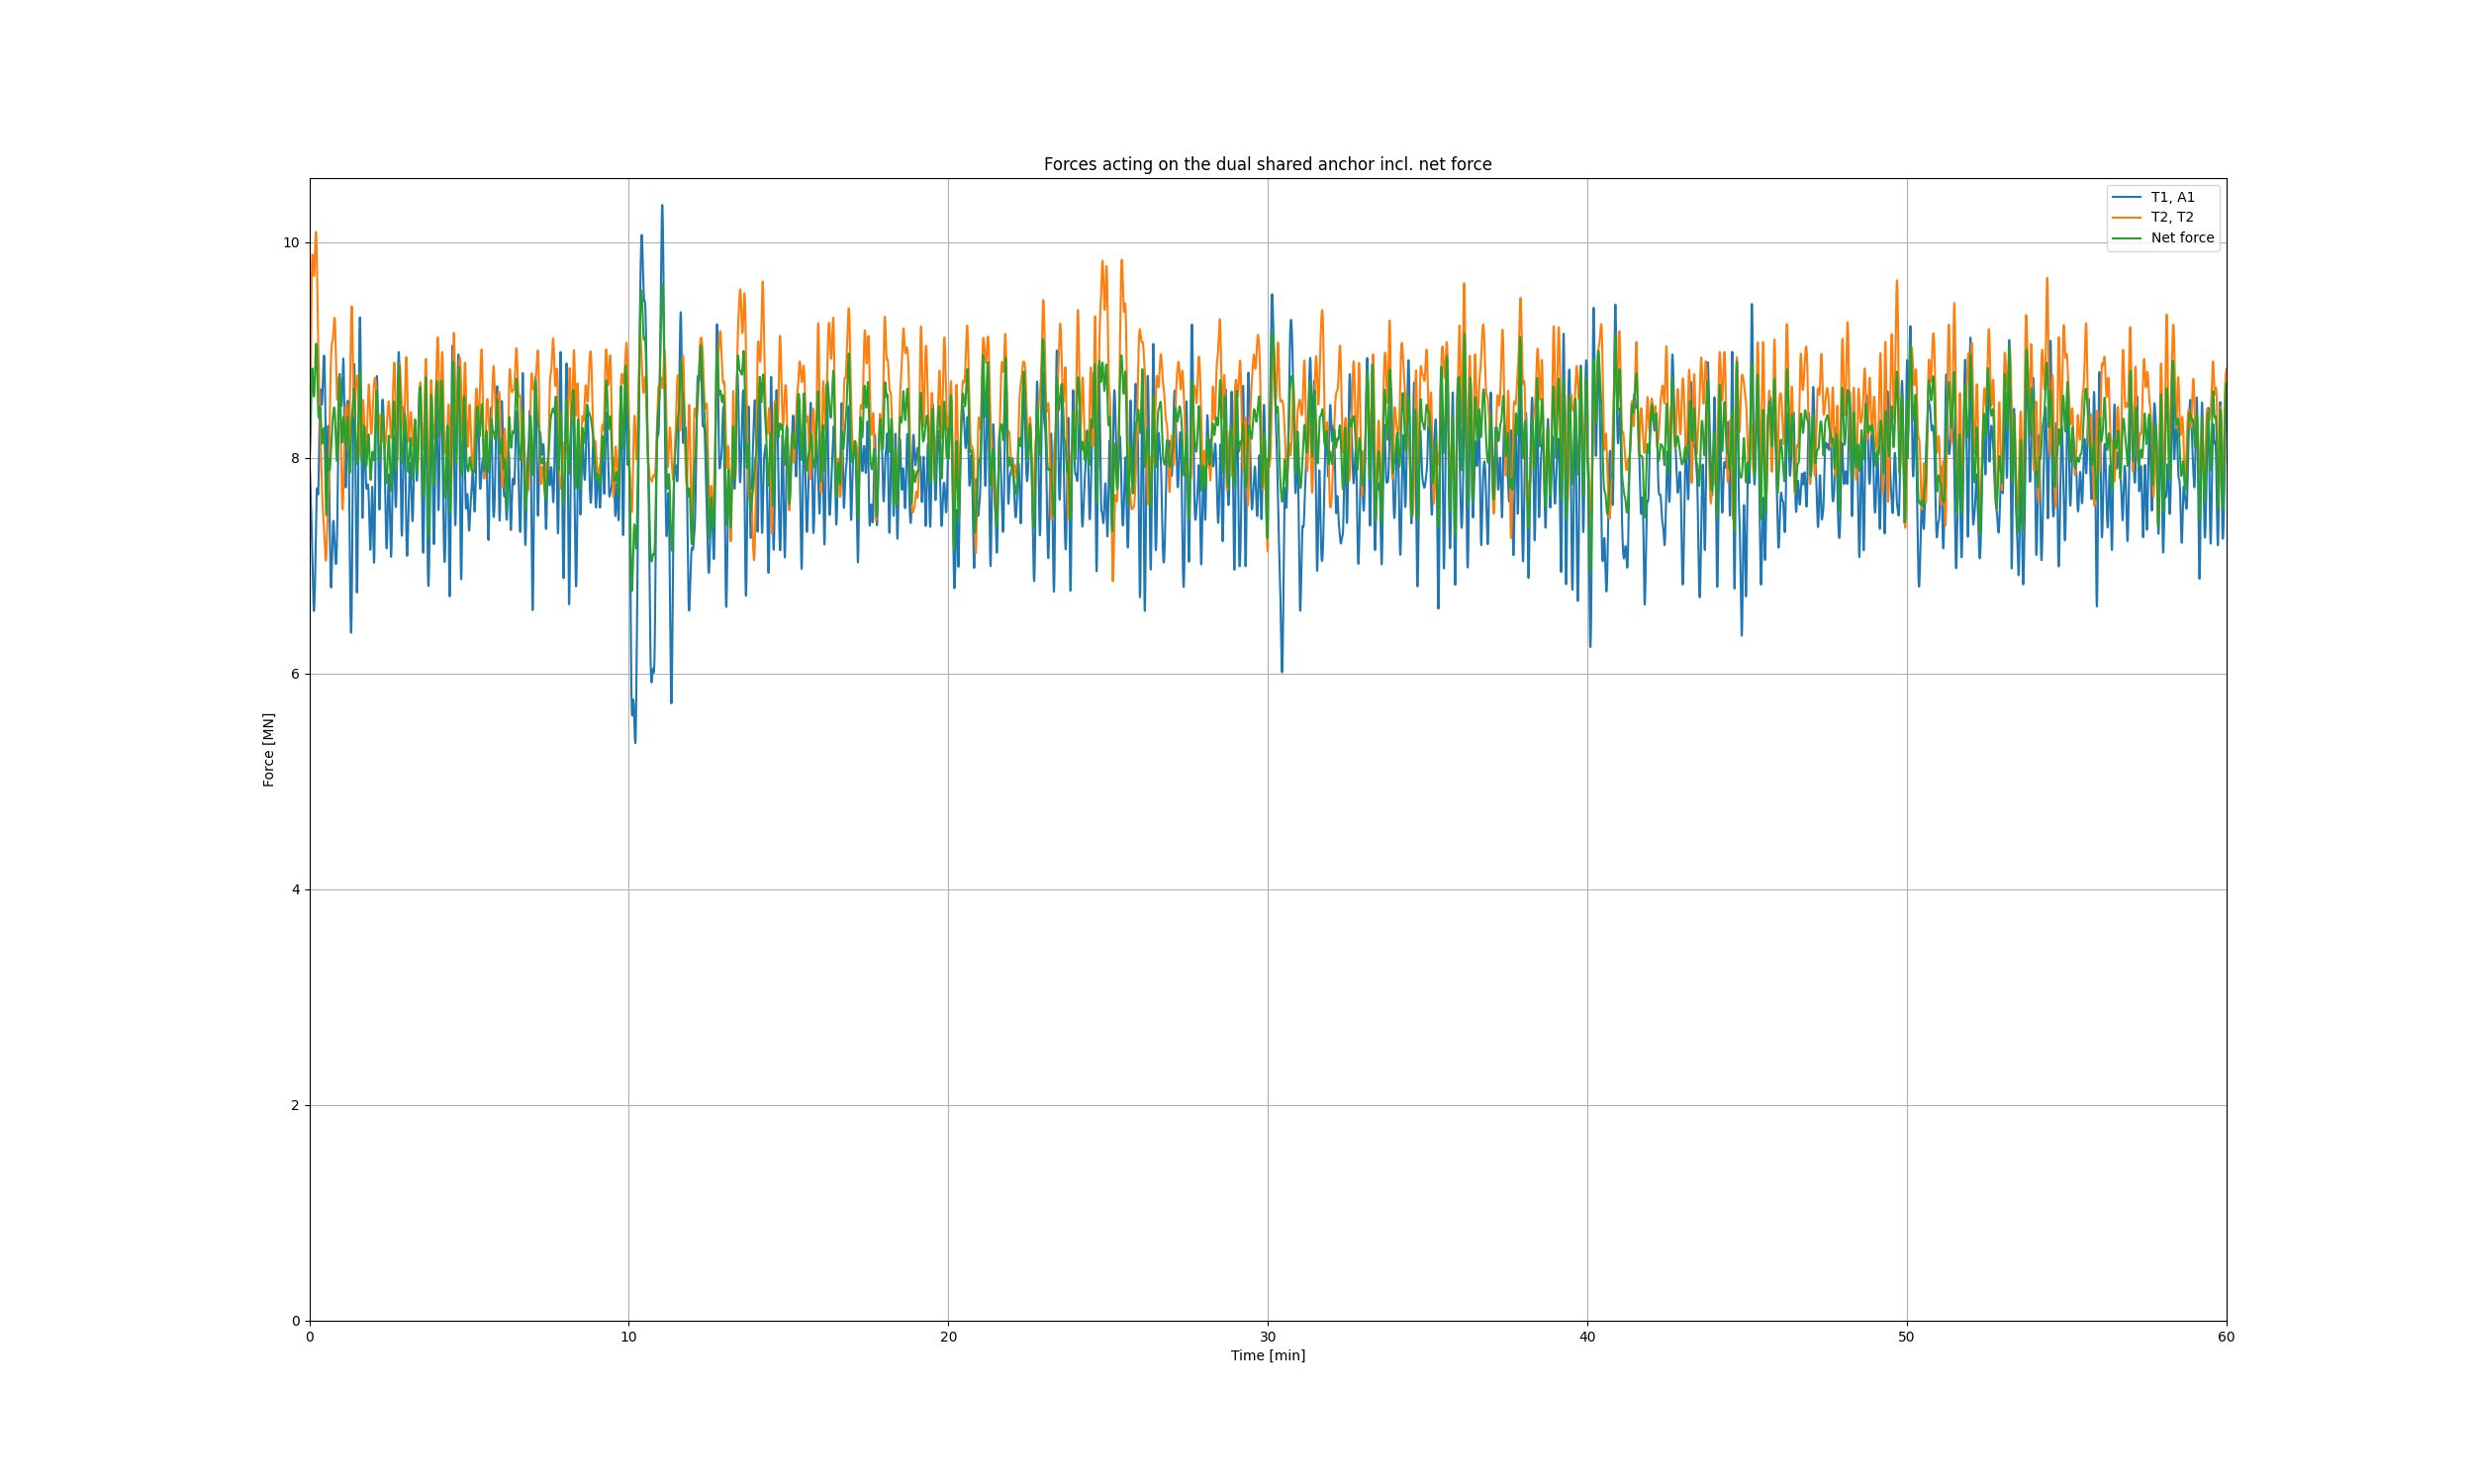 Forces acting on the dual shared anchor incl. net force
T1, A1
T2, T2
Net force
10
8
6
4
2
0
Force [MN]
0 10 20 30 40 50 60
Time [min]